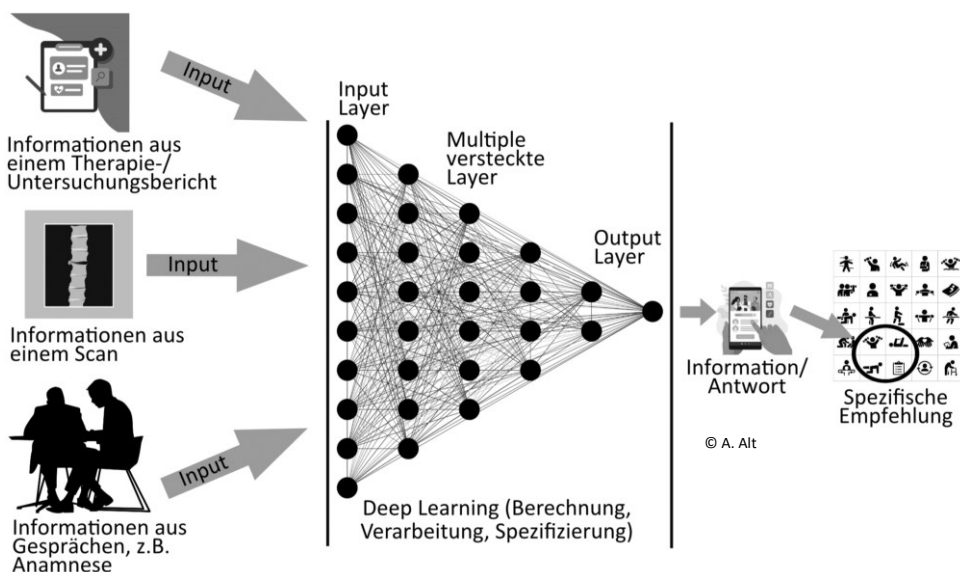 Input
Informationen aus
einem Therapie-/
Untersuchungsbericht
Input
Informationen aus
einem Scan
Input
Informationen aus
Gesprächen, z.B.
Anamnese
Input
Layer
Multiple
versteckte
Layer
Output
Layer
Deep Learning (Berechnung,
Verarbeitung, Spezifizierung)
Information/
Antwort
Spezifische
Empfehlung
© A. Alt